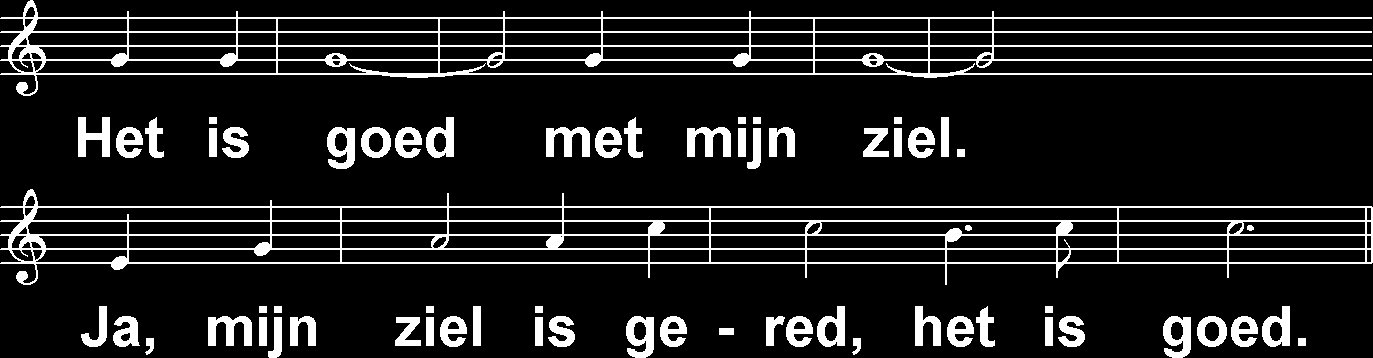 Het is goed met mijn ziel.
Ja, mijn ziel is ge - red, het is goed.